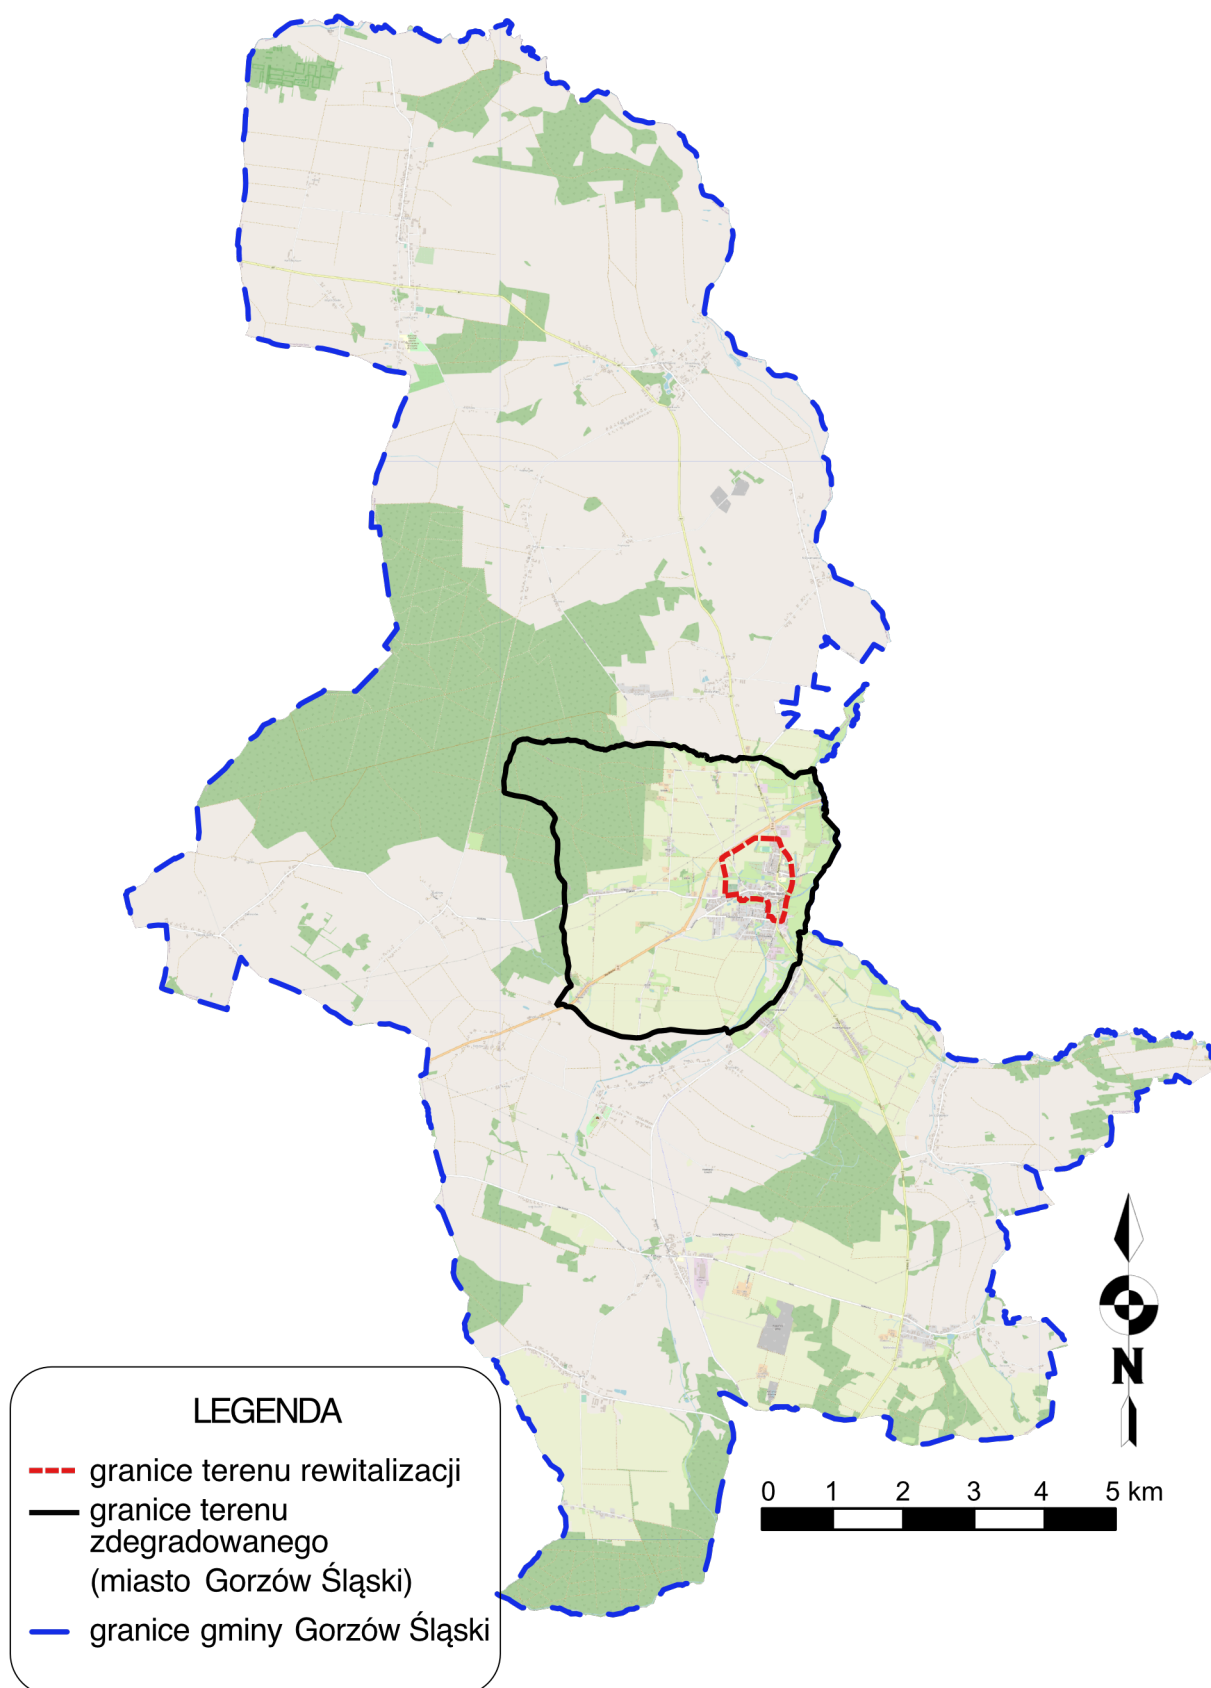 LEGENDA
granice terenu rewitalizacji
granice terenu
zdegradowanego
(miasto Gorzów Śląski)
granice gminy Gorzów Śląski
N
0 1 2 3 4 5 km